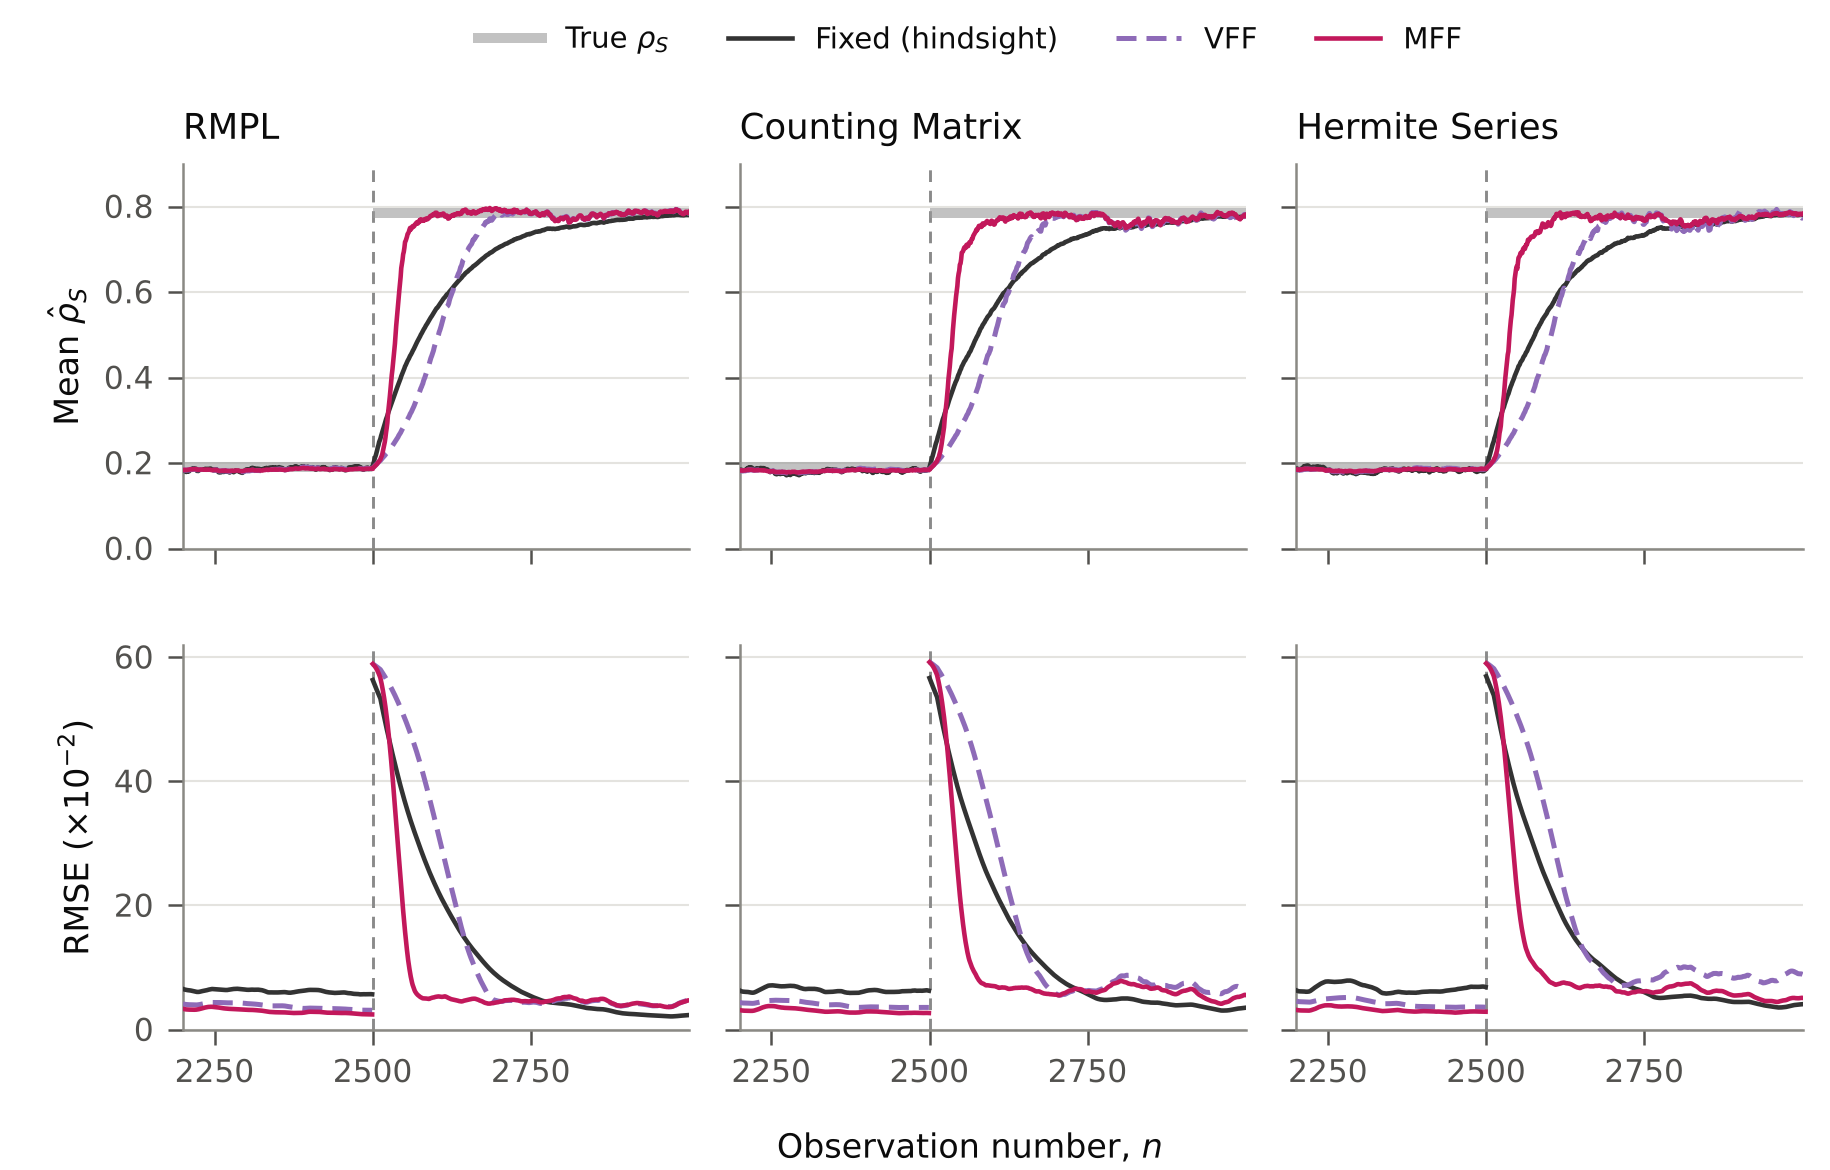 True ρS Fixed (hindsight) VFF MFF
RMPL Counting Matrix Hermite Series
Mean ρ̂S
0.8
0.6
0.4
0.2
0.0
RMSE (×10⁻²)
60
40
20
0
2250 2500 2750 2250 2500 2750 2250 2500 2750
Observation number, n